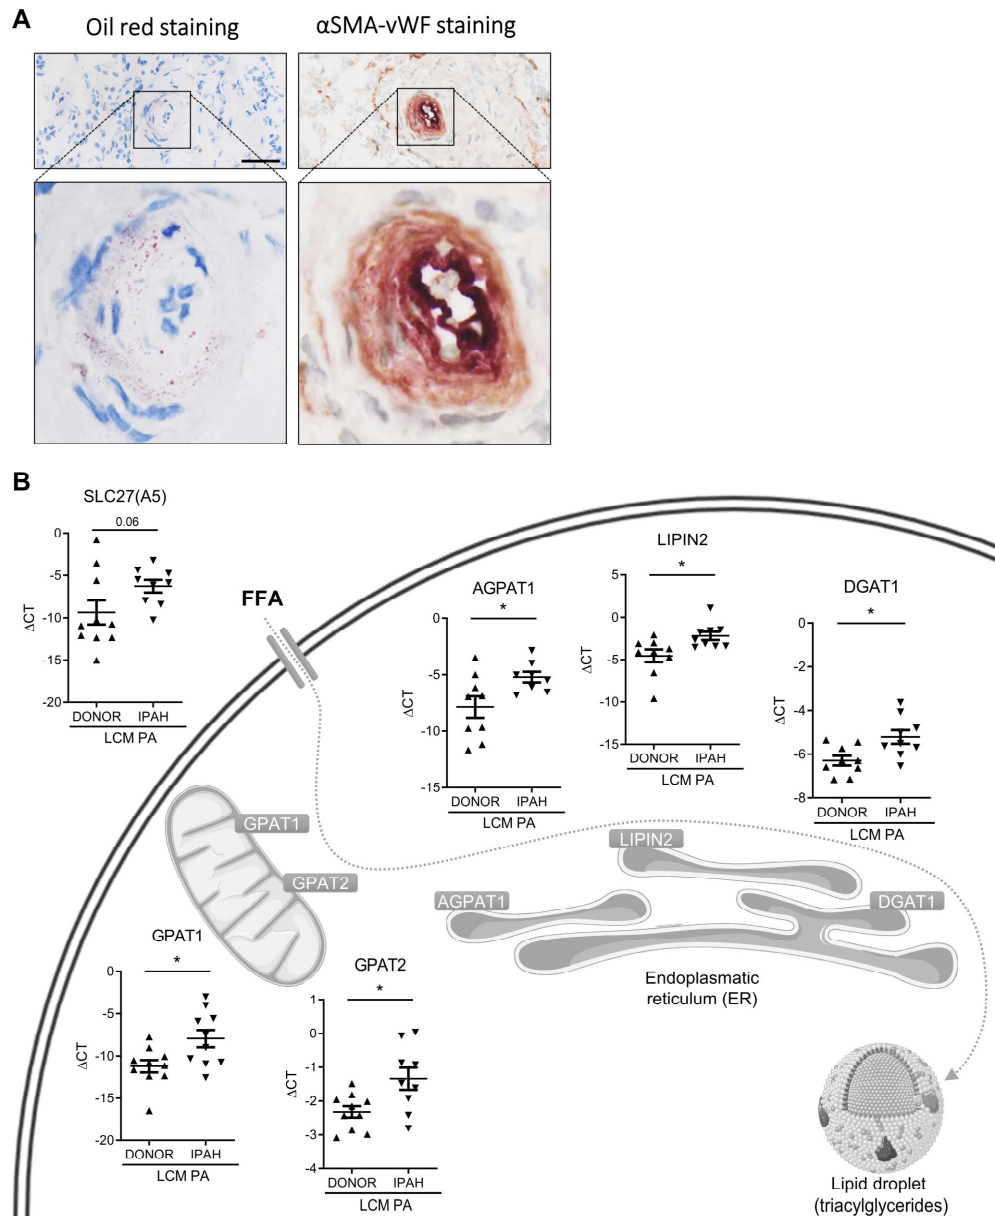 A
Oil red staining
αSMA-vWF staining
B
SLC27(A5)
0.06
0
-5
-10
-15
-20
ΔCT
DONOR IPAH
LCM PA
FFA
AGPAT1
*
0
-5
-10
-15
ΔCT
DONOR IPAH
LCM PA
LIPIN2
*
5
0
-5
-10
-15
ΔCT
DONOR IPAH
LCM PA
DGAT1
*
0
-2
-4
-6
-8
ΔCT
DONOR IPAH
LCM PA
GPAT1
GPAT2
LIPIN2
AGPAT1
DGAT1
Endoplasmatic
reticulum (ER)
GPAT1
*
0
-5
-10
-15
-20
ΔCT
DONOR IPAH
LCM PA
GPAT2
*
1
0
-1
-2
-3
-4
ΔCT
DONOR IPAH
LCM PA
Lipid droplet
(triacylglycerides)